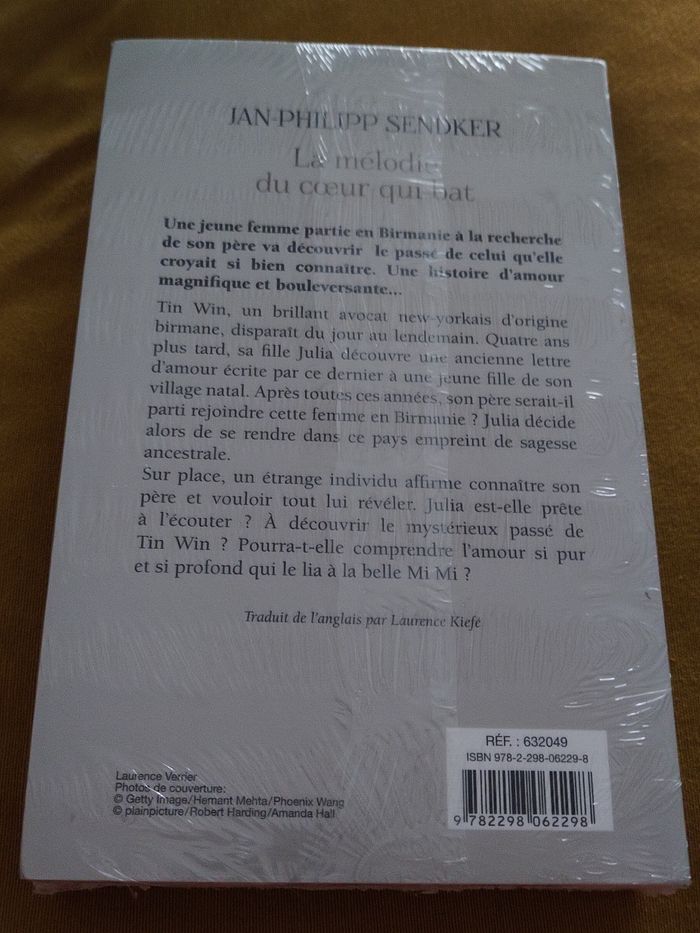 JAN-PHILIPP SENDKER
La mélodie
du cœur qui bat
Une jeune femme partie en Birmanie à la recherche
de son père va découvrir le passé de celui qu'elle
croyait si bien connaître. Une histoire d'amour
magnifique et bouleversante...
Tin Win, un brillant avocat new-yorkais d'origine
birmane, disparaît du jour au lendemain. Quatre ans
plus tard, sa fille Julia découvre une ancienne lettre
d'amour écrite par ce dernier à une jeune fille de son
village natal. Après toutes ces années, son père serait-il
parti rejoindre cette femme en Birmanie ? Julia décide
alors de se rendre dans ce pays empreint de sagesse
ancestrale.
Sur place, un étrange individu affirme connaître son
père et vouloir tout lui révéler. Julia est-elle prête
à l'écouter ? À découvrir le mystérieux passé de
Tin Win ? Pourra-t-elle comprendre l'amour si pur
et si profond qui le lia à la belle Mi Mi ?
Traduit de l'anglais par Laurence Kiefé
RÉF. : 632049
ISBN 978-2-298-06229-8
9 782298 062298
Laurence Verrier
Photos de couverture:
© Getty Image/Hemant Mehta/Phoenix Wang
© plainpicture/Robert Harding/Amanda Hall